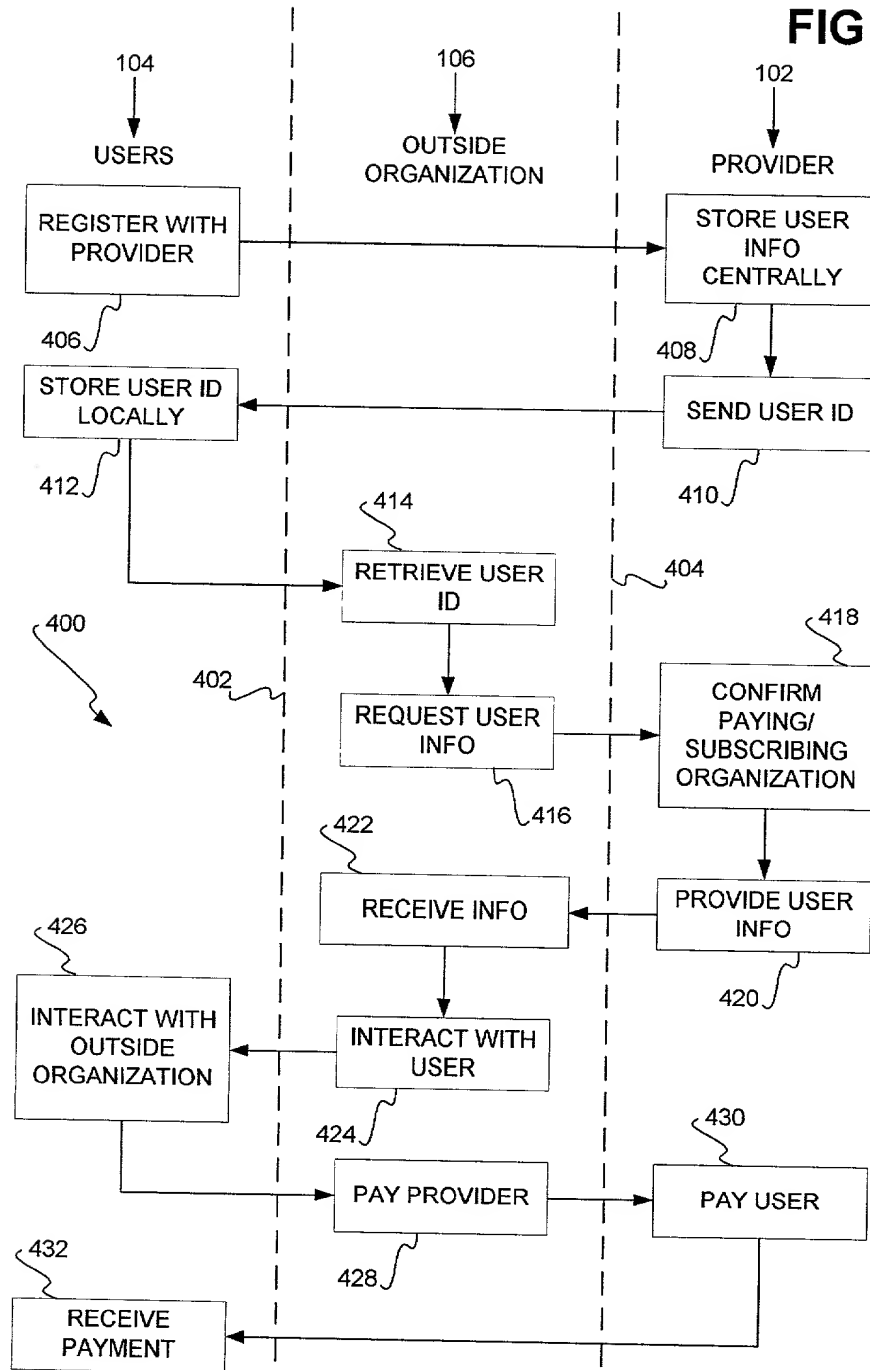 FIG
104
106
102
USERS
OUTSIDE
ORGANIZATION
PROVIDER
REGISTER WITH
PROVIDER
STORE USER
INFO
CENTRALLY
406
408
STORE USER ID
LOCALLY
SEND USER ID
412
410
414
RETRIEVE USER
ID
404
400
418
402
REQUEST USER
INFO
CONFIRM
PAYING/
SUBSCRIBING
ORGANIZATION
416
422
RECEIVE INFO
PROVIDE USER
INFO
426
420
INTERACT WITH
OUTSIDE
ORGANIZATION
INTERACT WITH
USER
424
430
PAY PROVIDER
PAY USER
432
428
RECEIVE
PAYMENT